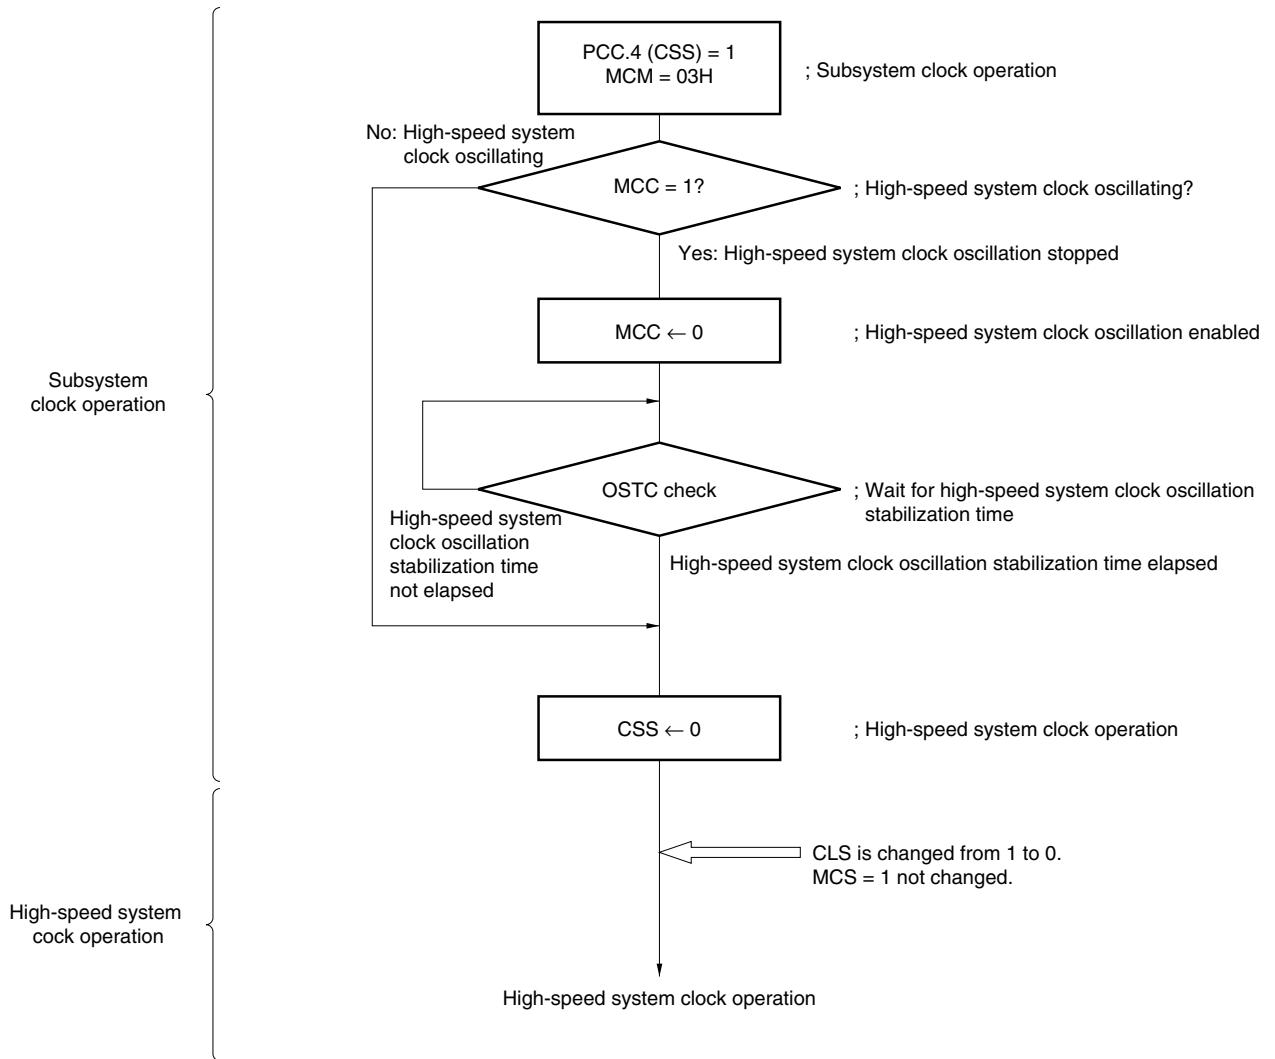 PCC.4 (CSS) = 1
MCM = 03H
; Subsystem clock operation
No: High-speed system
clock oscillating
MCC = 1?
; High-speed system clock oscillating?
Yes: High-speed system clock oscillation stopped
MCC ← 0
; High-speed system clock oscillation enabled
Subsystem
clock operation
OSTC check
; Wait for high-speed system clock oscillation
stabilization time
High-speed system
clock oscillation
stabilization time
not elapsed
High-speed system clock oscillation stabilization time elapsed
CSS ← 0
; High-speed system clock operation
CLS is changed from 1 to 0.
MCS = 1 not changed.
High-speed system
cock operation
High-speed system clock operation